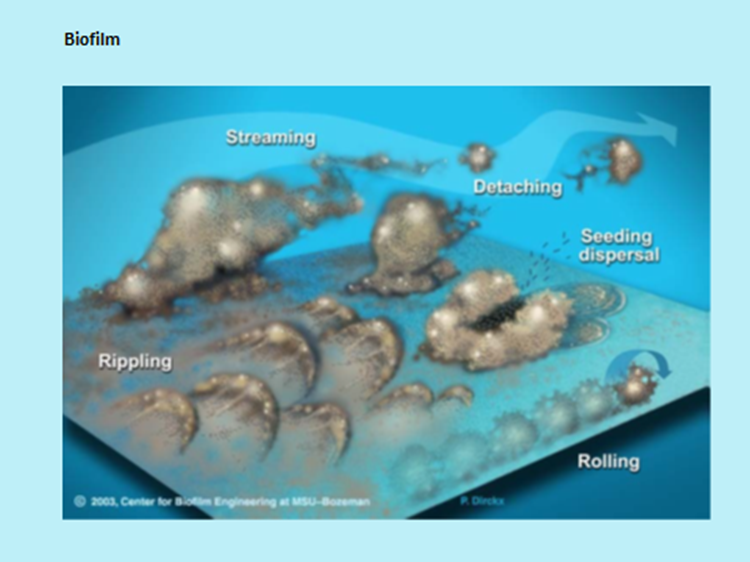 Biofilm
Streaming
Detaching
Seeding
dispersal
Rippling
Rolling
© 2003, Center for Biofilm Engineering at MSU–Bozeman
P. Dirckx